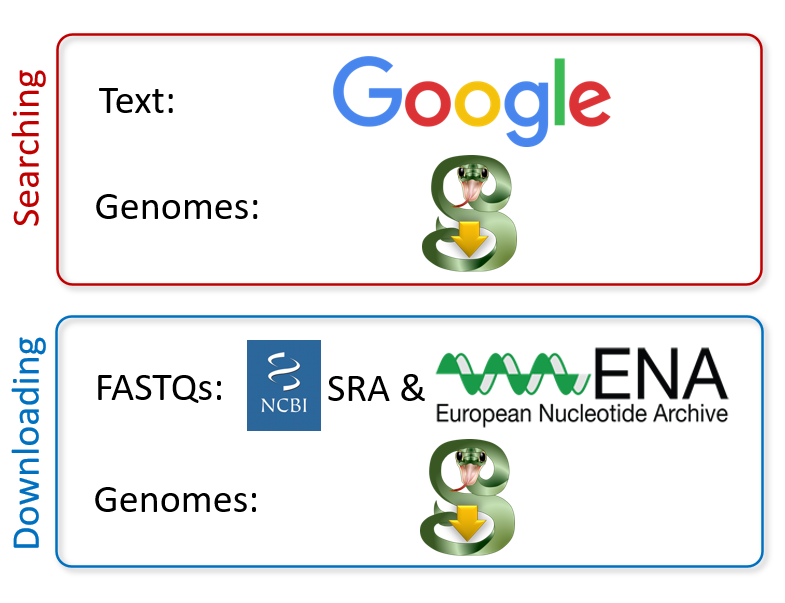 Searching
Text: Google
Genomes:
Downloading
FASTQs: NCBI SRA & ENA
European Nucleotide Archive
Genomes: